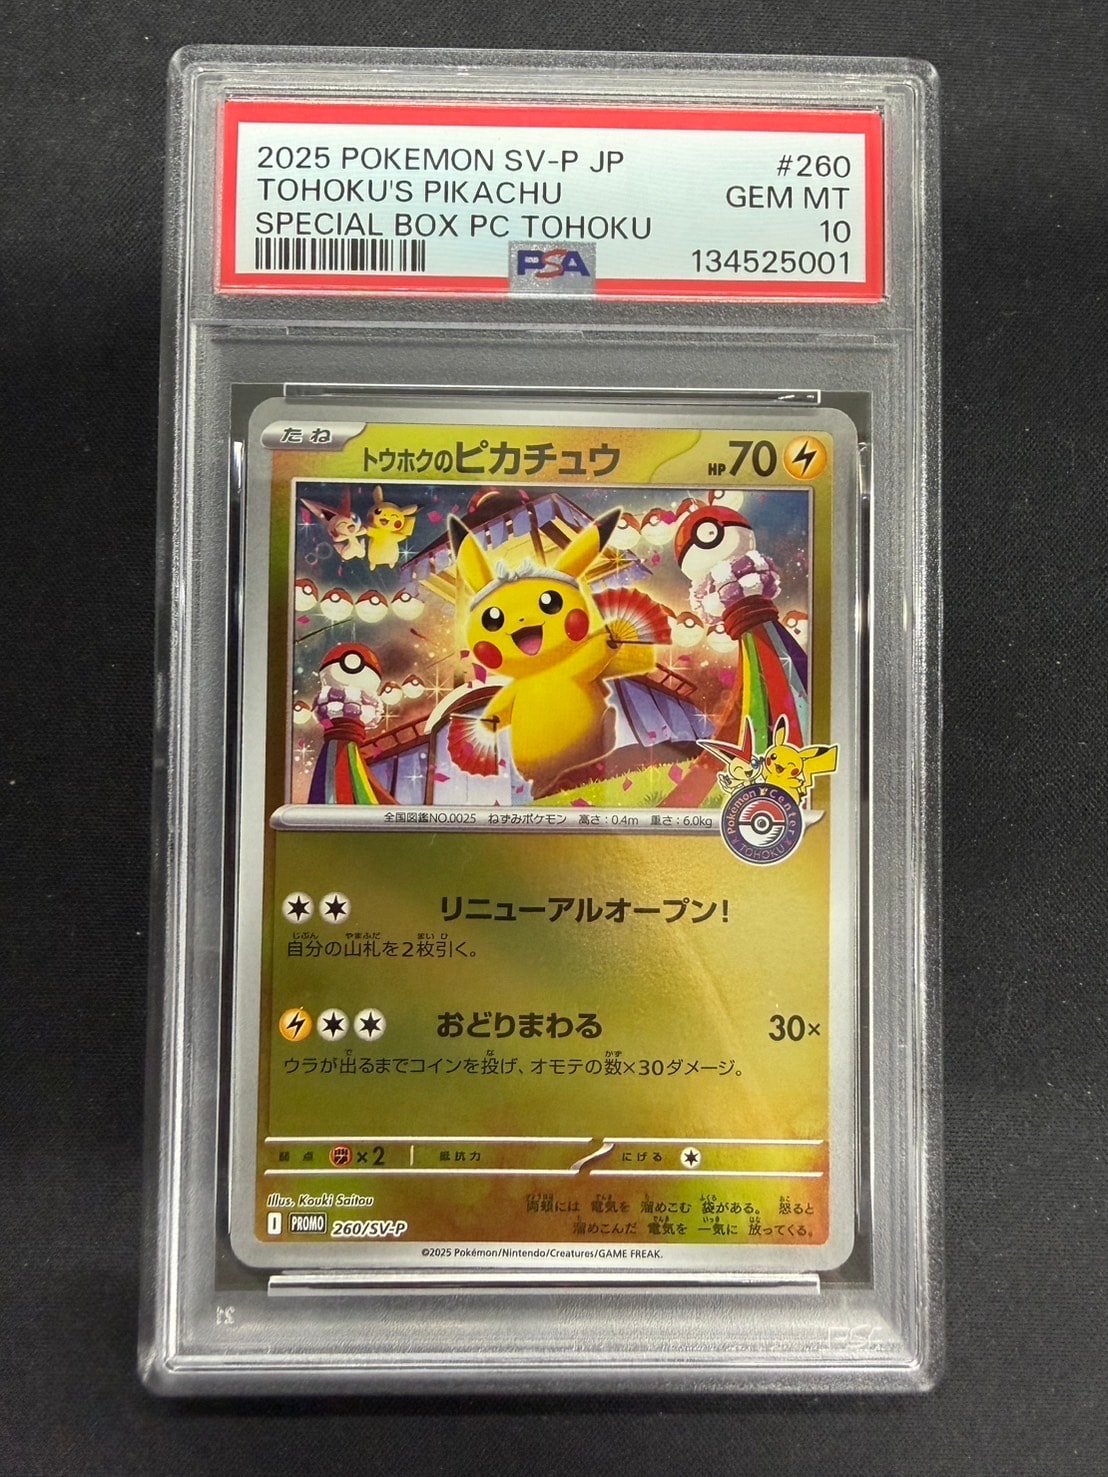 2025 POKEMON SV-P JP #260
TOHOKU'S PIKACHU GEM MT
SPECIAL BOX PC TOHOKU 10
PSA 134525001
たね
トウホクのピカチュウ HP70
全国図鑑NO.0025 ねずみポケモン 高さ:0.4m 重さ:6.0kg
Pokémon Center
TOHOKU
リニューアルオープン!
自分の山札を2枚引く。
おどりまわる 30×
ウラが出るまでコインを投げ、オモテの数×30ダメージ。
弱点 ×2 抵抗力 にげる
Illus. Kouki Saitou
両頬には 電気を 溜めこむ 袋がある。 怒ると
I PROMO 260/SV-P
溜めこんだ 電気を 一気に 放ってくる。
©2025 Pokémon/Nintendo/Creatures/GAME FREAK.